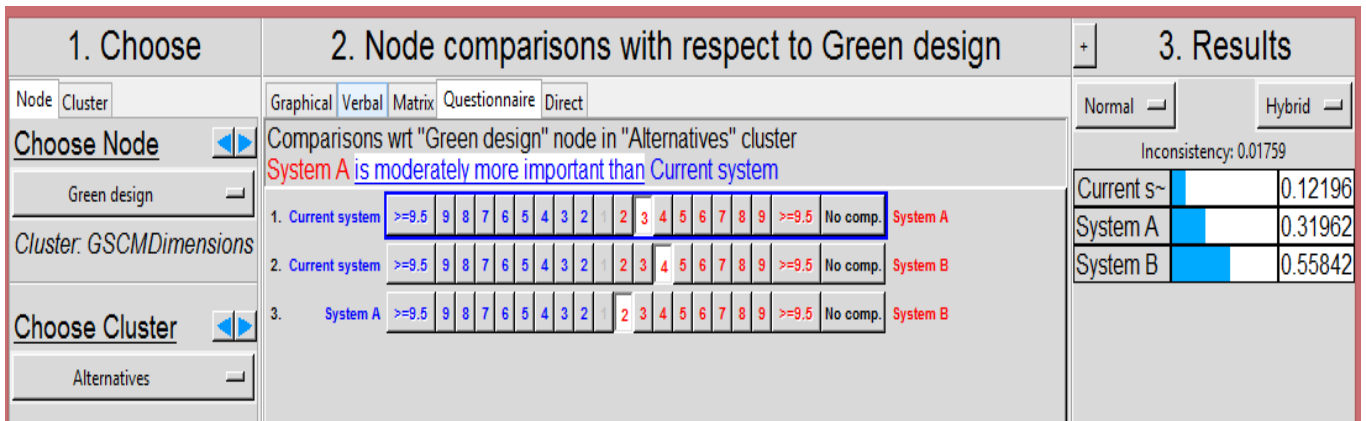 1. Choose
2. Node comparisons with respect to Green design
+ 3. Results
Node Cluster
Graphical Verbal Matrix Questionnaire Direct
Normal Hybrid
Choose Node
Comparisons wrt "Green design" node in "Alternatives" cluster
System A is moderately more important than Current system
Inconsistency: 0.01759
Green design
Cluster: GSCMDimensions
Choose Cluster
Alternatives
1. Current system >=9.5 9 8 7 6 5 4 3 2 1 2 3 4 5 6 7 8 9 >=9.5 No comp. System A
2. Current system >=9.5 9 8 7 6 5 4 3 2 1 2 3 4 5 6 7 8 9 >=9.5 No comp. System B
3. System A >=9.5 9 8 7 6 5 4 3 2 1 2 3 4 5 6 7 8 9 >=9.5 No comp. System B
Current s~ 0.12196
System A 0.31962
System B 0.55842